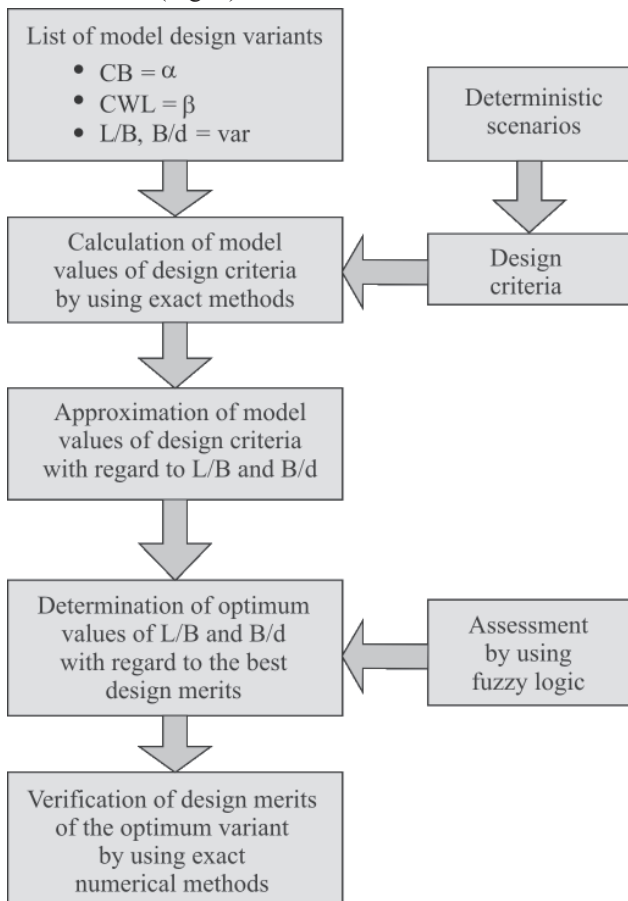 List of model design variants
• CB = α
• CWL = β
• L/B, B/d = var
Deterministic
scenarios
Calculation of model
values of design criteria
by using exact methods
Design
criteria
Approximation of model
values of design criteria
with regard to L/B and B/d
Determination of optimum
values of L/B and B/d
with regard to the best
design merits
Assessment
by using
fuzzy logic
Verification of design merits
of the optimum variant
by using exact
numerical methods